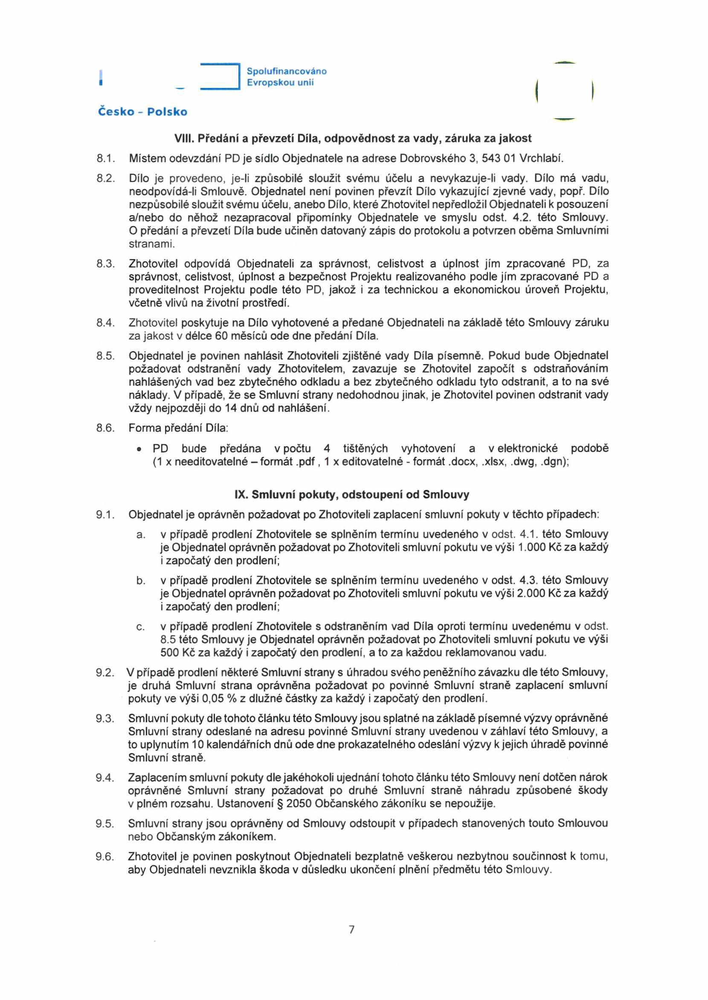 Spolufinancováno
Evropskou unií
Česko - Polsko
VIII. Předání a převzetí Díla, odpovědnost za vady, záruka za jakost
8.1. Místem odevzdání PD je sídlo Objednatele na adrese Dobrovského 3, 543 01 Vrchlabí.
8.2. Dílo je provedeno, je-li způsobilé sloužit svému účelu a nevykazuje-li vady. Dílo má vadu,
neodpovídá-li Smlouvě. Objednatel není povinen převzít Dílo vykazující zjevné vady, popř. Dílo
nezpůsobilé sloužit svému účelu, anebo Dílo, které Zhotovitel nepředložil Objednateli k posouzení
a/nebo do něhož nezapracoval připomínky Objednatele ve smyslu odst. 4.2. této Smlouvy.
O předání a převzetí Díla bude učiněn datovaný zápis do protokolu a potvrzen oběma Smluvními
stranami.
8.3. Zhotovitel odpovídá Objednateli za správnost, celistvost a úplnost jím zpracované PD, za
správnost, celistvost, úplnost a bezpečnost Projektu realizovaného podle jím zpracované PD a
proveditelnost Projektu podle této PD, jakož i za technickou a ekonomickou úroveň Projektu,
včetně vlivů na životní prostředí.
8.4. Zhotovitel poskytuje na Dílo vyhotovené a předané Objednateli na základě této Smlouvy záruku
za jakost v délce 60 měsíců ode dne předání Díla.
8.5. Objednatel je povinen nahlásit Zhotoviteli zjištěné vady Díla písemně. Pokud bude Objednatel
požadovat odstranění vady Zhotovitelem, zavazuje se Zhotovitel započít s odstraňováním
nahlášených vad bez zbytečného odkladu a bez zbytečného odkladu tyto odstranit, a to na své
náklady. V případě, že se Smluvní strany nedohodnou jinak, je Zhotovitel povinen odstranit vady
vždy nejpozději do 14 dnů od nahlášení.
8.6. Forma předání Díla:
• PD bude předána v počtu 4 tištěných vyhotovení a v elektronické podobě
(1 x needitovatelné – formát .pdf , 1 x editovatelné - formát .docx, .xlsx, .dwg, .dgn);
IX. Smluvní pokuty, odstoupení od Smlouvy
9.1. Objednatel je oprávněn požadovat po Zhotoviteli zaplacení smluvní pokuty v těchto případech:
a. v případě prodlení Zhotovitele se splněním termínu uvedeného v odst. 4.1. této Smlouvy
je Objednatel oprávněn požadovat po Zhotoviteli smluvní pokutu ve výši 1.000 Kč za každý
i započatý den prodlení;
b. v případě prodlení Zhotovitele se splněním termínu uvedeného v odst. 4.3. této Smlouvy
je Objednatel oprávněn požadovat po Zhotoviteli smluvní pokutu ve výši 2.000 Kč za každý
i započatý den prodlení;
c. v případě prodlení Zhotovitele s odstraněním vad Díla oproti termínu uvedenému v odst.
8.5 této Smlouvy je Objednatel oprávněn požadovat po Zhotoviteli smluvní pokutu ve výši
500 Kč za každý i započatý den prodlení, a to za každou reklamovanou vadu.
9.2. V případě prodlení některé Smluvní strany s úhradou svého peněžního závazku dle této Smlouvy,
je druhá Smluvní strana oprávněna požadovat po povinné Smluvní straně zaplacení smluvní
pokuty ve výši 0,05 % z dlužné částky za každý i započatý den prodlení.
9.3. Smluvní pokuty dle tohoto článku této Smlouvy jsou splatné na základě písemné výzvy oprávněné
Smluvní strany odeslané na adresu povinné Smluvní strany uvedenou v záhlaví této Smlouvy, a
to uplynutím 10 kalendářních dnů ode dne prokazatelného odeslání výzvy k jejich úhradě povinné
Smluvní straně.
9.4. Zaplacením smluvní pokuty dle jakéhokoli ujednání tohoto článku této Smlouvy není dotčen nárok
oprávněné Smluvní strany požadovat po druhé Smluvní straně náhradu způsobené škody
v plném rozsahu. Ustanovení § 2050 Občanského zákoníku se nepoužije.
9.5. Smluvní strany jsou oprávněny od Smlouvy odstoupit v případech stanovených touto Smlouvou
nebo Občanským zákoníkem.
9.6. Zhotovitel je povinen poskytnout Objednateli bezplatně veškerou nezbytnou součinnost k tomu,
aby Objednateli nevznikla škoda v důsledku ukončení plnění předmětu této Smlouvy.
7